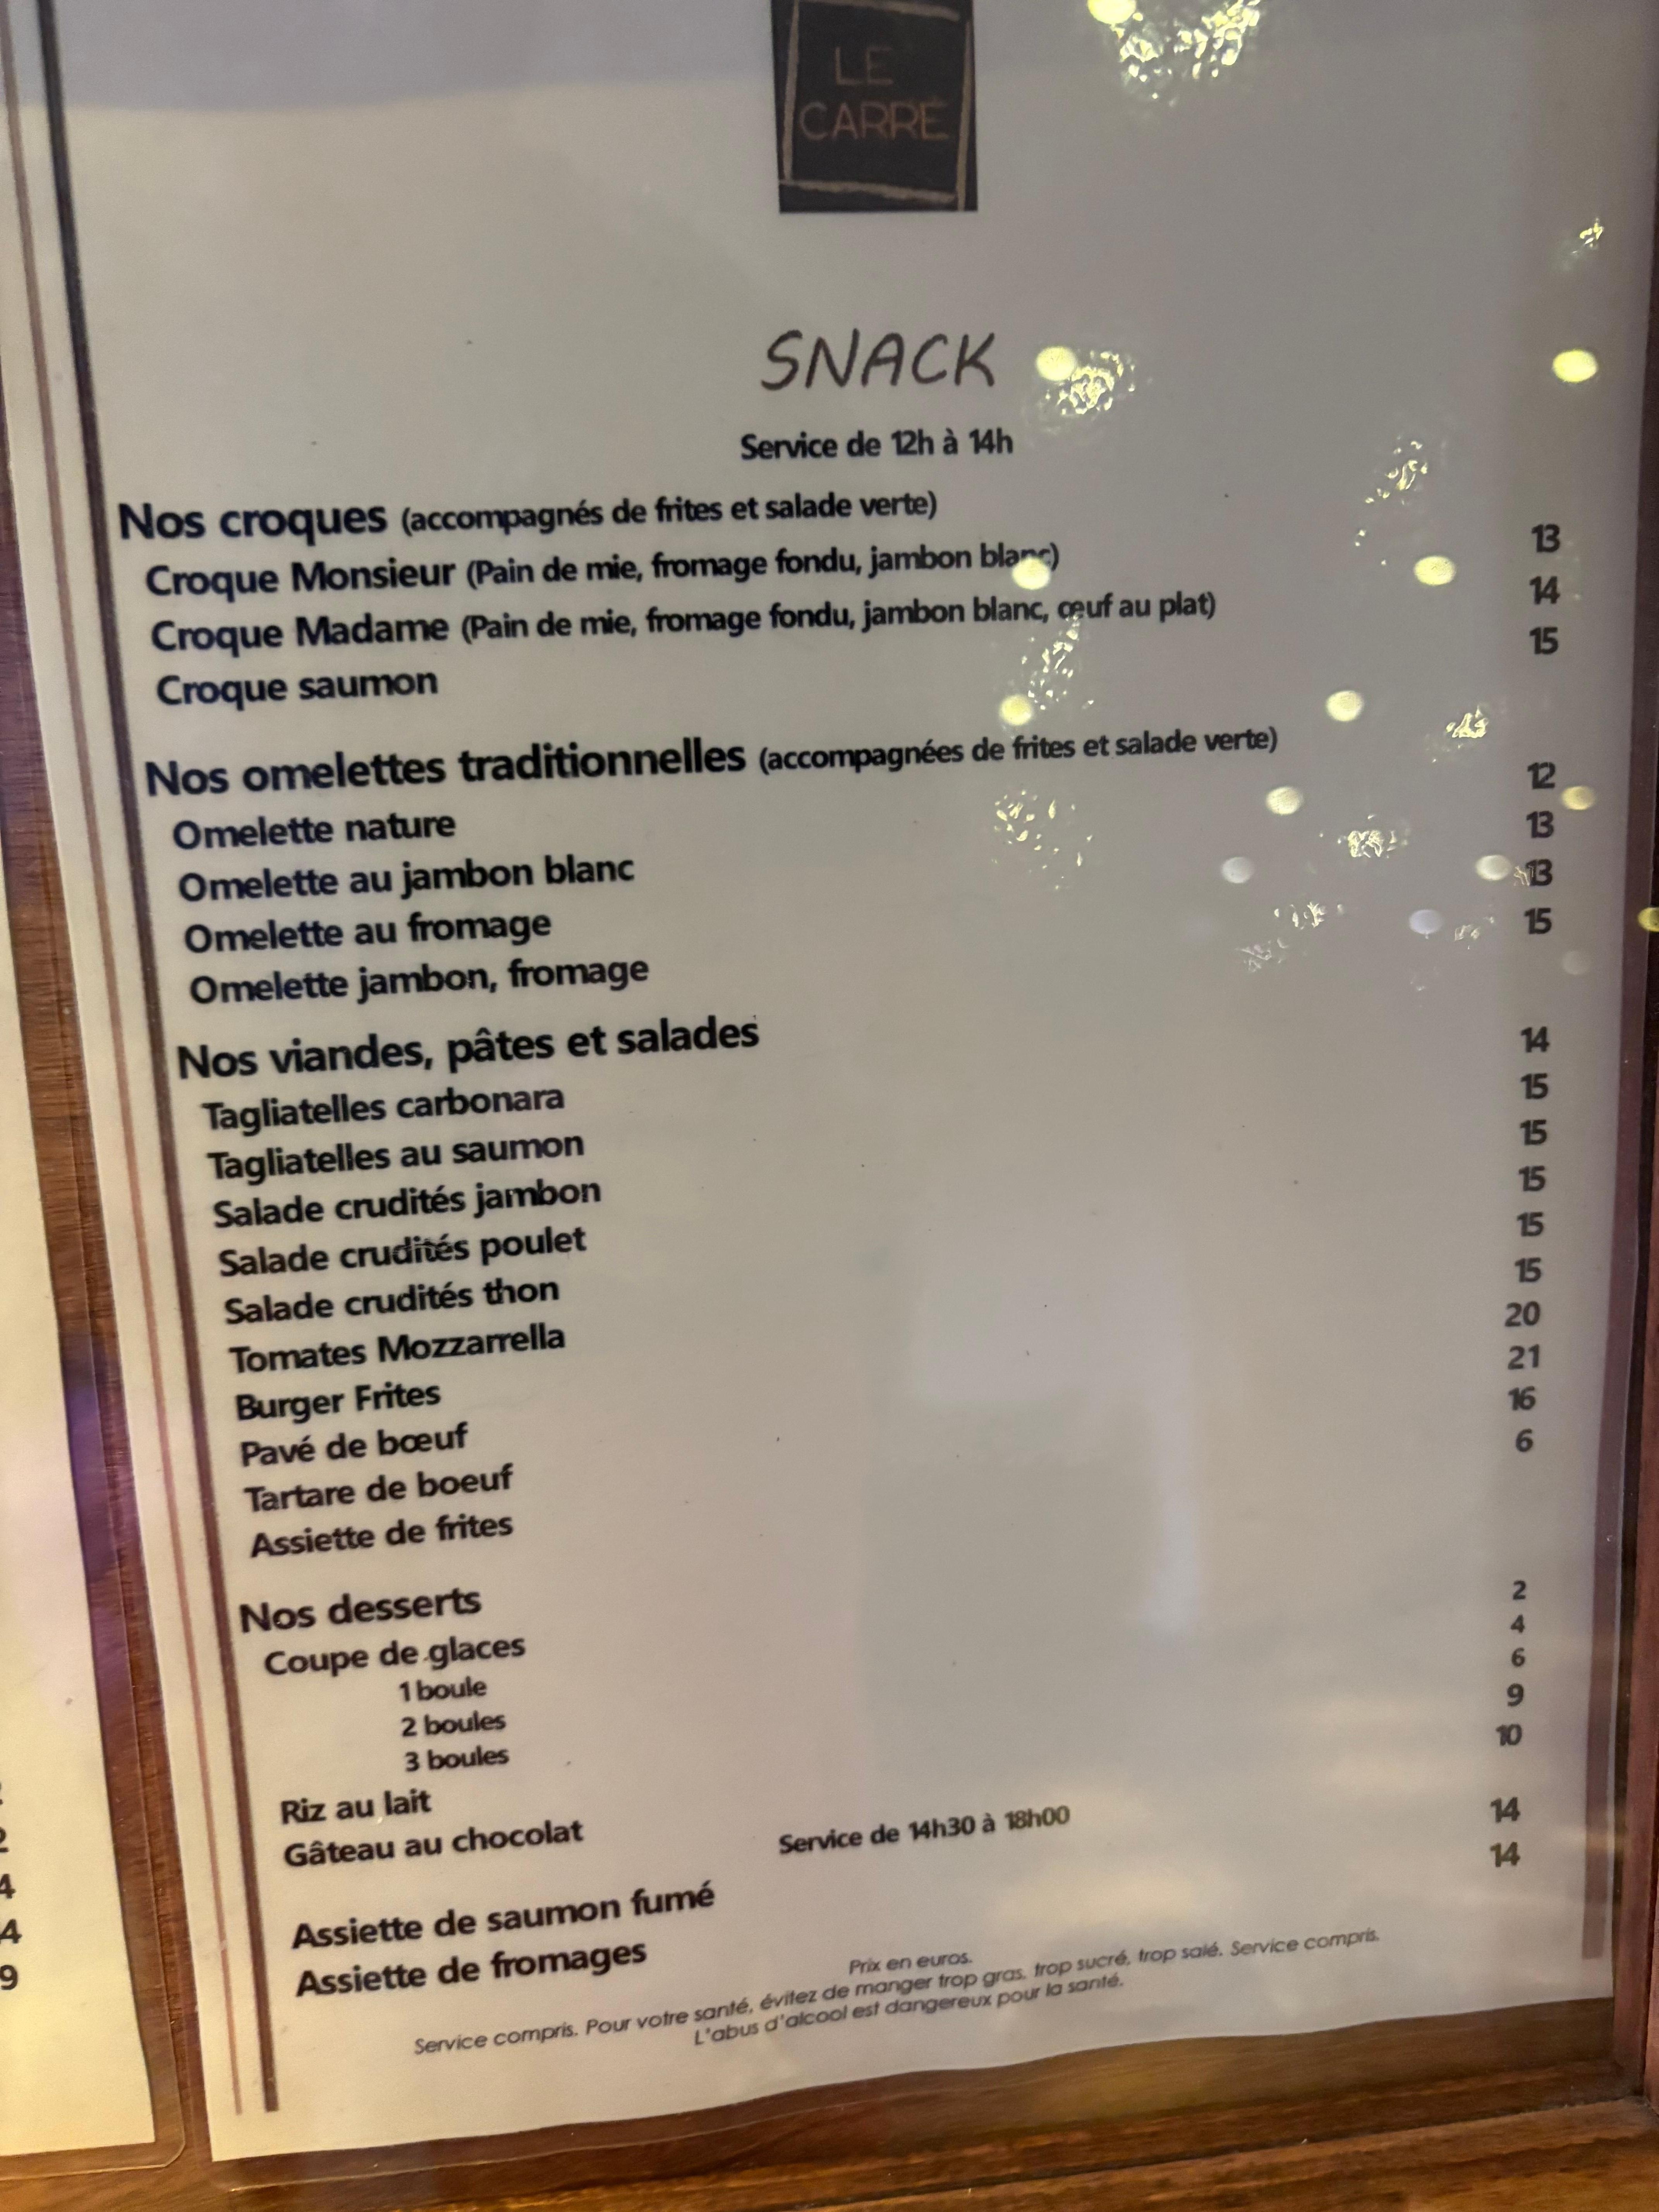 LE
CARRÉ
SNACK
Service de 12h à 14h
Nos croques (accompagnés de frites et salade verte)
Croque Monsieur (Pain de mie, fromage fondu, jambon blanc) 13
Croque Madame (Pain de mie, fromage fondu, jambon blanc, œuf au plat) 14
Croque saumon 15
Nos omelettes traditionnelles (accompagnées de frites et salade verte)
Omelette nature 12
Omelette au jambon blanc 13
Omelette au fromage 13
Omelette jambon, fromage 15
Nos viandes, pâtes et salades
Tagliatelles carbonara 14
Tagliatelles au saumon 15
Salade crudités jambon 15
Salade crudités poulet 15
Salade crudités thon 15
Tomates Mozzarrella 15
Burger Frites 20
Pavé de bœuf 21
Tartare de boeuf 16
Assiette de frites 6
Nos desserts
Coupe de glaces
1 boule 2
2 boules 4
3 boules 6
Riz au lait 9
Gâteau au chocolat 10
Service de 14h30 à 18h00
Assiette de saumon fumé 14
Assiette de fromages 14
Prix en euros.
Service compris. Pour votre santé, évitez de manger trop gras, trop sucré, trop salé. Service compris.
L'abus d'alcool est dangereux pour la santé.
4
4
9